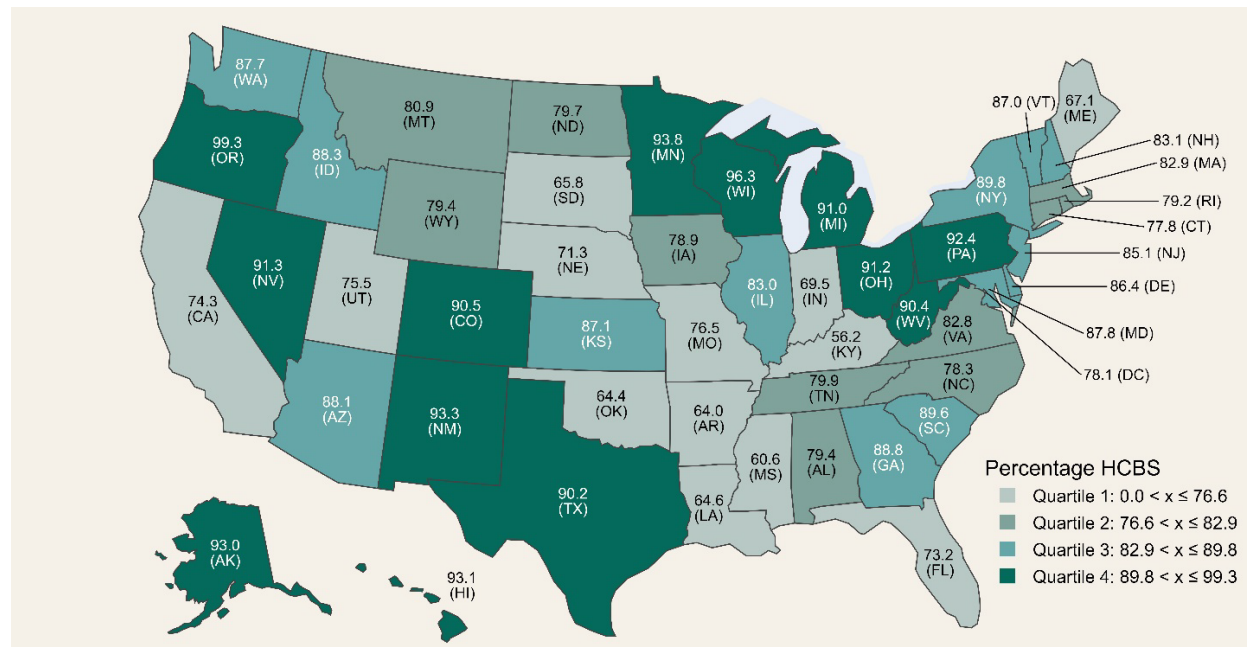 87.7
(WA)
99.3
(OR)
88.3
(ID)
80.9
(MT)
79.7
(ND)
93.8
(MN)
96.3
(WI)
91.0
(MI)
87.0 (VT)
67.1
(ME)
83.1 (NH)
82.9 (MA)
89.8
(NY)
79.2 (RI)
77.8 (CT)
85.1 (NJ)
86.4 (DE)
87.8 (MD)
78.1 (DC)
65.8
(SD)
79.4
(WY)
71.3
(NE)
78.9
(IA)
83.0
(IL)
69.5
(IN)
91.2
(OH)
92.4
(PA)
90.4
(WV)
82.8
(VA)
74.3
(CA)
91.3
(NV)
75.5
(UT)
90.5
(CO)
87.1
(KS)
76.5
(MO)
56.2
(KY)
78.3
(NC)
79.9
(TN)
88.1
(AZ)
93.3
(NM)
64.4
(OK)
64.0
(AR)
89.6
(SC)
88.8
(GA)
79.4
(AL)
60.6
(MS)
64.6
(LA)
90.2
(TX)
73.2
(FL)
93.0
(AK)
93.1
(HI)
Percentage HCBS
Quartile 1: 0.0 < x ≤ 76.6
Quartile 2: 76.6 < x ≤ 82.9
Quartile 3: 82.9 < x ≤ 89.8
Quartile 4: 89.8 < x ≤ 99.3